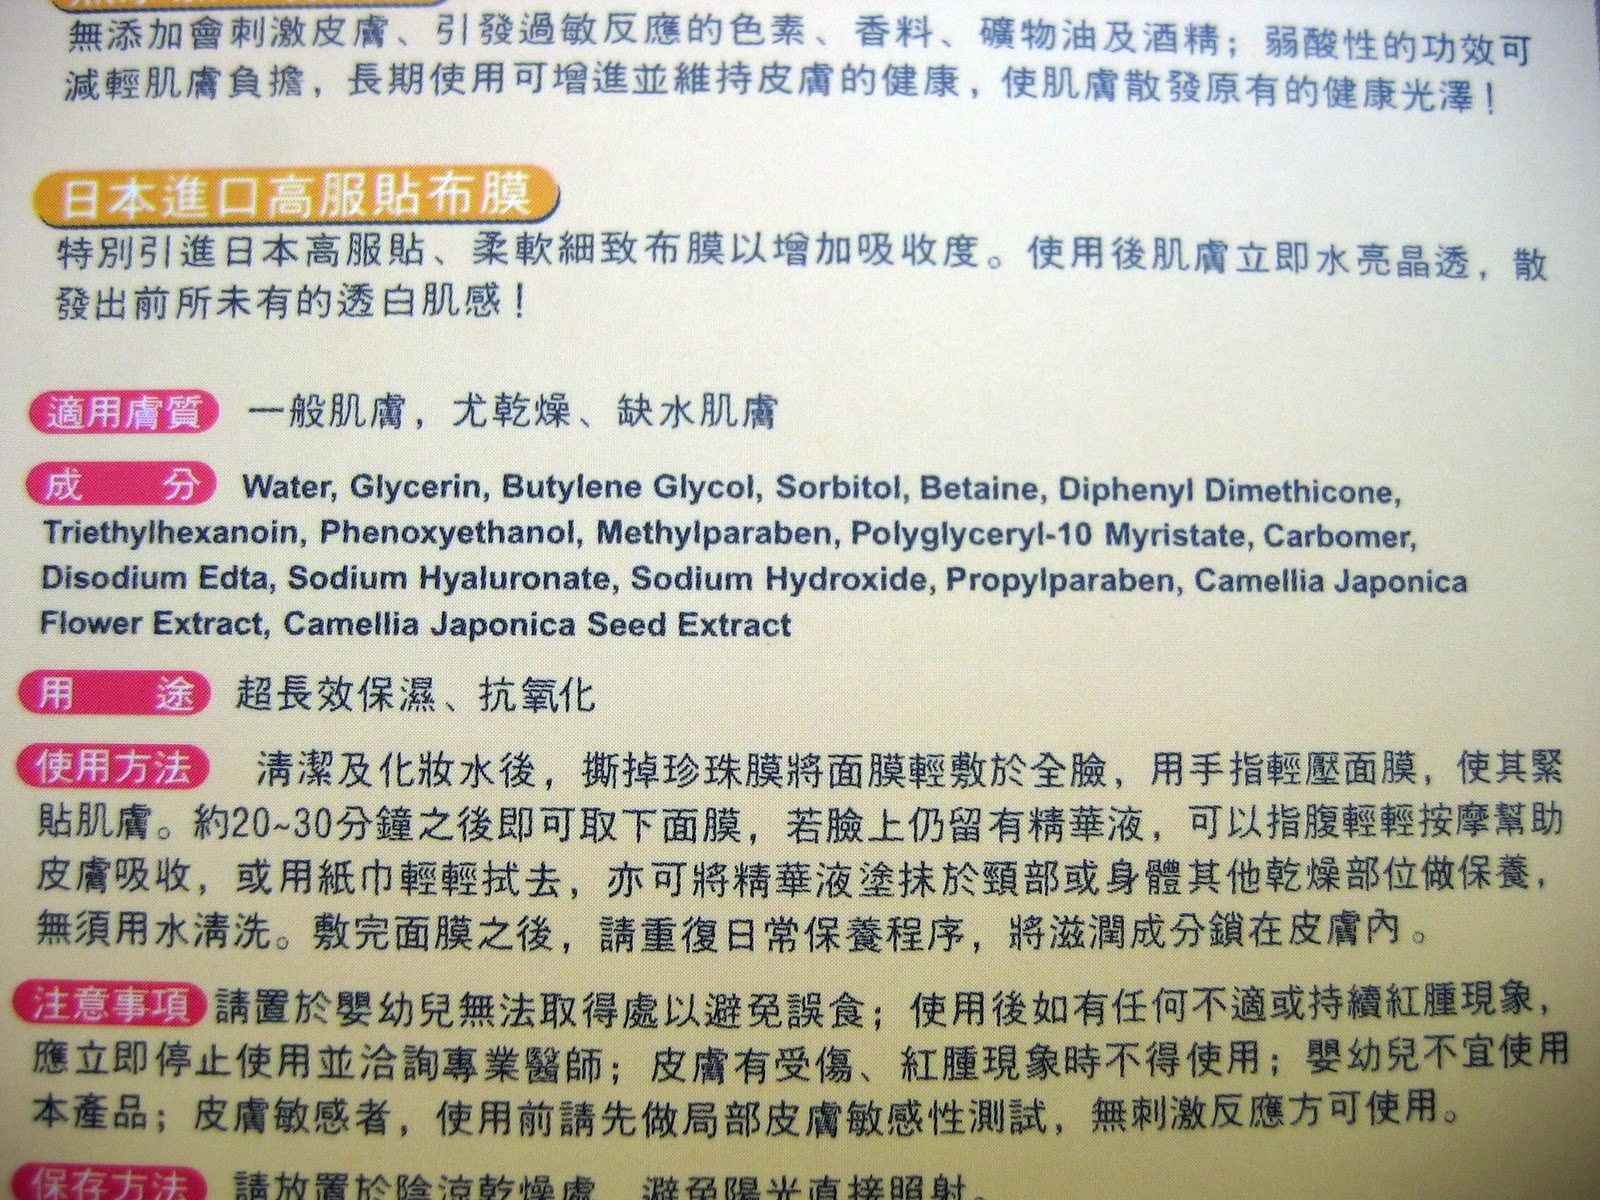 無添加會刺激皮膚、引發過敏反應的色素、香料、礦物油及酒精；弱酸性的功效可
減輕肌膚負擔，長期使用可增進並維持皮膚的健康，使肌膚散發原有的健康光澤！
日本進口高服貼布膜
特別引進日本高服貼、柔軟細致布膜以增加吸收度。使用後肌膚立即水亮晶透，散
發出前所未有的透白肌感！
適用膚質 一般肌膚，尤乾燥、缺水肌膚
成 分 Water, Glycerin, Butylene Glycol, Sorbitol, Betaine, Diphenyl Dimethicone,
Triethylhexanoin, Phenoxyethanol, Methylparaben, Polyglyceryl-10 Myristate, Carbomer,
Disodium Edta, Sodium Hyaluronate, Sodium Hydroxide, Propylparaben, Camellia Japonica
Flower Extract, Camellia Japonica Seed Extract
用 途 超長效保濕、抗氧化
使用方法 清潔及化妝水後，撕掉珍珠膜將面膜輕敷於全臉，用手指輕壓面膜，使其緊
貼肌膚。約20~30分鐘之後即可取下面膜，若臉上仍留有精華液，可以指腹輕輕按摩幫助
皮膚吸收，或用紙巾輕輕拭去，亦可將精華液塗抹於頸部或身體其他乾燥部位做保養，
無須用水清洗。敷完面膜之後，請重復日常保養程序，將滋潤成分鎖在皮膚內。
注意事項 請置於嬰幼兒無法取得處以避免誤食；使用後如有任何不適或持續紅腫現象，
應立即停止使用並洽詢專業醫師；皮膚有受傷、紅腫現象時不得使用；嬰幼兒不宜使用
本產品；皮膚敏感者，使用前請先做局部皮膚敏感性測試，無刺激反應方可使用。
保存方法 請放置於陰涼乾燥處，避免陽光直接照射。